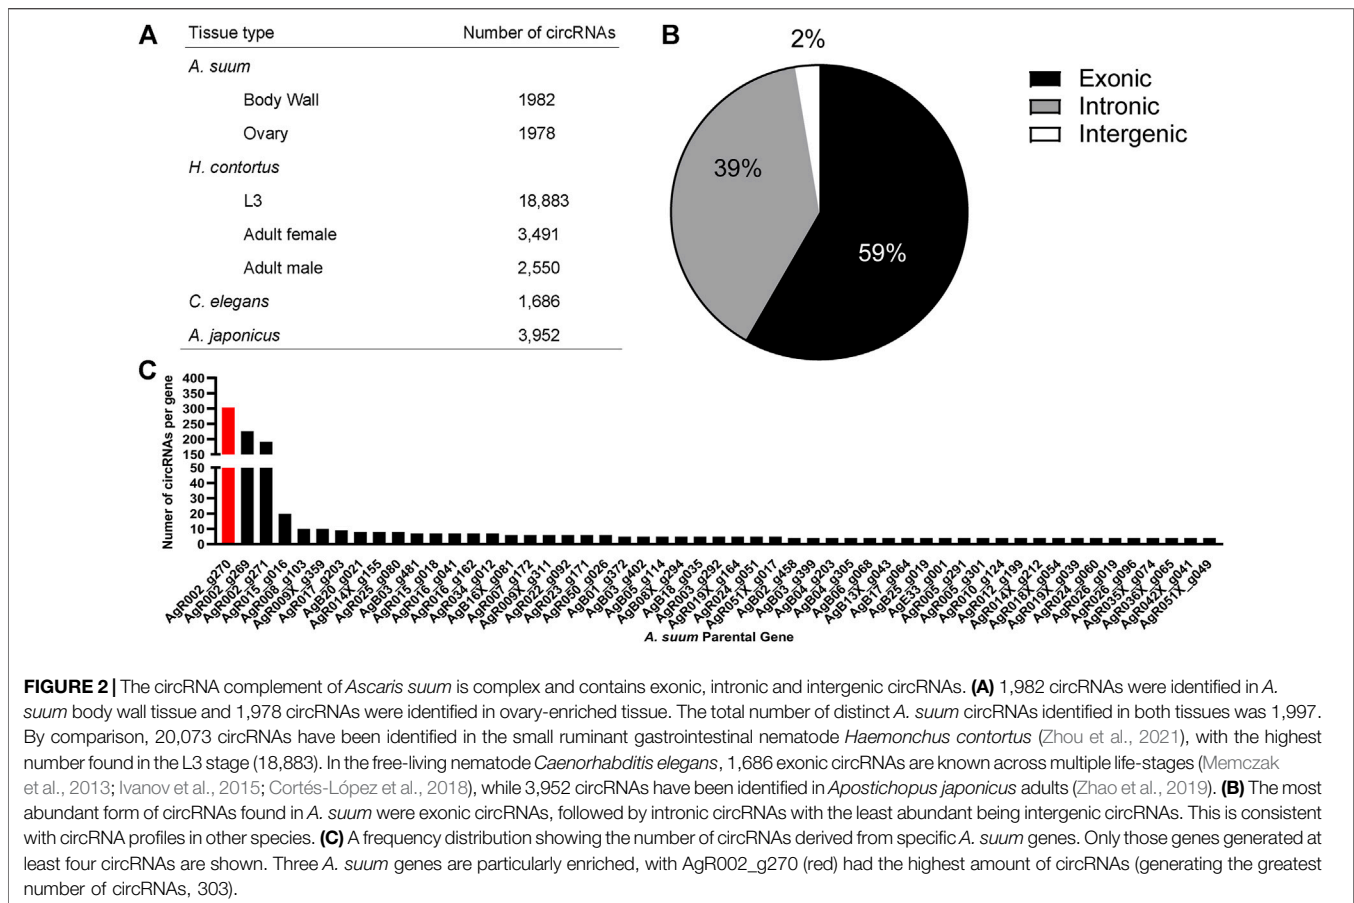 A
Tissue type Number of circRNAs
A. suum
Body Wall 1982
Ovary 1978
H. contortus
L3 18,883
Adult female 3,491
Adult male 2,550
C. elegans 1,686
A. japonicus 3,952
B
2%
39%
59%
Exonic
Intronic
Intergenic
C
Numer of circRNAs per gene
400
350
300
250
200
150
50
40
30
20
10
0
AgR002_g270
AgR002_g269
AgR002_g271
AgR015_g016
AgR008_g103
AgR009X_g359
AgR017_g203
AgB20_g021
AgR014X_g155
AgR025_g080
AgB03_g481
AgR015_g018
AgR016_g041
AgR016_g162
AgR034_g012
AgB16X_g081
AgR007_g172
AgR009X_g311
AgR022_g092
AgR023_g171
AgR050_g026
AgB01_g372
AgB03_g402
AgB05_g114
AgB08X_g294
AgB18_g035
AgR003_g292
AgR019X_g164
AgR024_g051
AgR051X_g017
AgB02_g458
AgB03_g399
AgB04_g203
AgB04_g305
AgB06_g068
AgB13X_g043
AgB17_g064
AgB25_g019
AgE533_g001
AgR005_g291
AgR005_g301
AgR010_g124
AgR012_g199
AgR014X_g212
AgR018X_g054
AgR019X_g039
AgR024_g060
AgR026_g019
AgR035X_g096
AgR036X_g074
AgR042X_g065
AgR051X_g041
AgR051X_g049
A. suum Parental Gene
FIGURE 2 | The circRNA complement of Ascaris suum is complex and contains exonic, intronic and intergenic circRNAs. (A) 1,982 circRNAs were identified in A.
suum body wall tissue and 1,978 circRNAs were identified in ovary-enriched tissue. The total number of distinct A. suum circRNAs identified in both tissues was 1,997.
By comparison, 20,073 circRNAs have been identified in the small ruminant gastrointestinal nematode Haemonchus contortus (Zhou et al., 2021), with the highest
number found in the L3 stage (18,883). In the free-living nematode Caenorhabditis elegans, 1,686 exonic circRNAs are known across multiple life-stages (Memczak
et al., 2013; Ivanov et al., 2015; Cortés-López et al., 2018), while 3,952 circRNAs have been identified in Apostichopus japonicus adults (Zhao et al., 2019). (B) The most
abundant form of circRNAs found in A. suum were exonic circRNAs, followed by intronic circRNAs with the least abundant being intergenic circRNAs. This is consistent
with circRNA profiles in other species. (C) A frequency distribution showing the number of circRNAs derived from specific A. suum genes. Only those genes generated at
least four circRNAs are shown. Three A. suum genes are particularly enriched, with AgR002_g270 (red) had the highest amount of circRNAs (generating the greatest
number of circRNAs, 303).